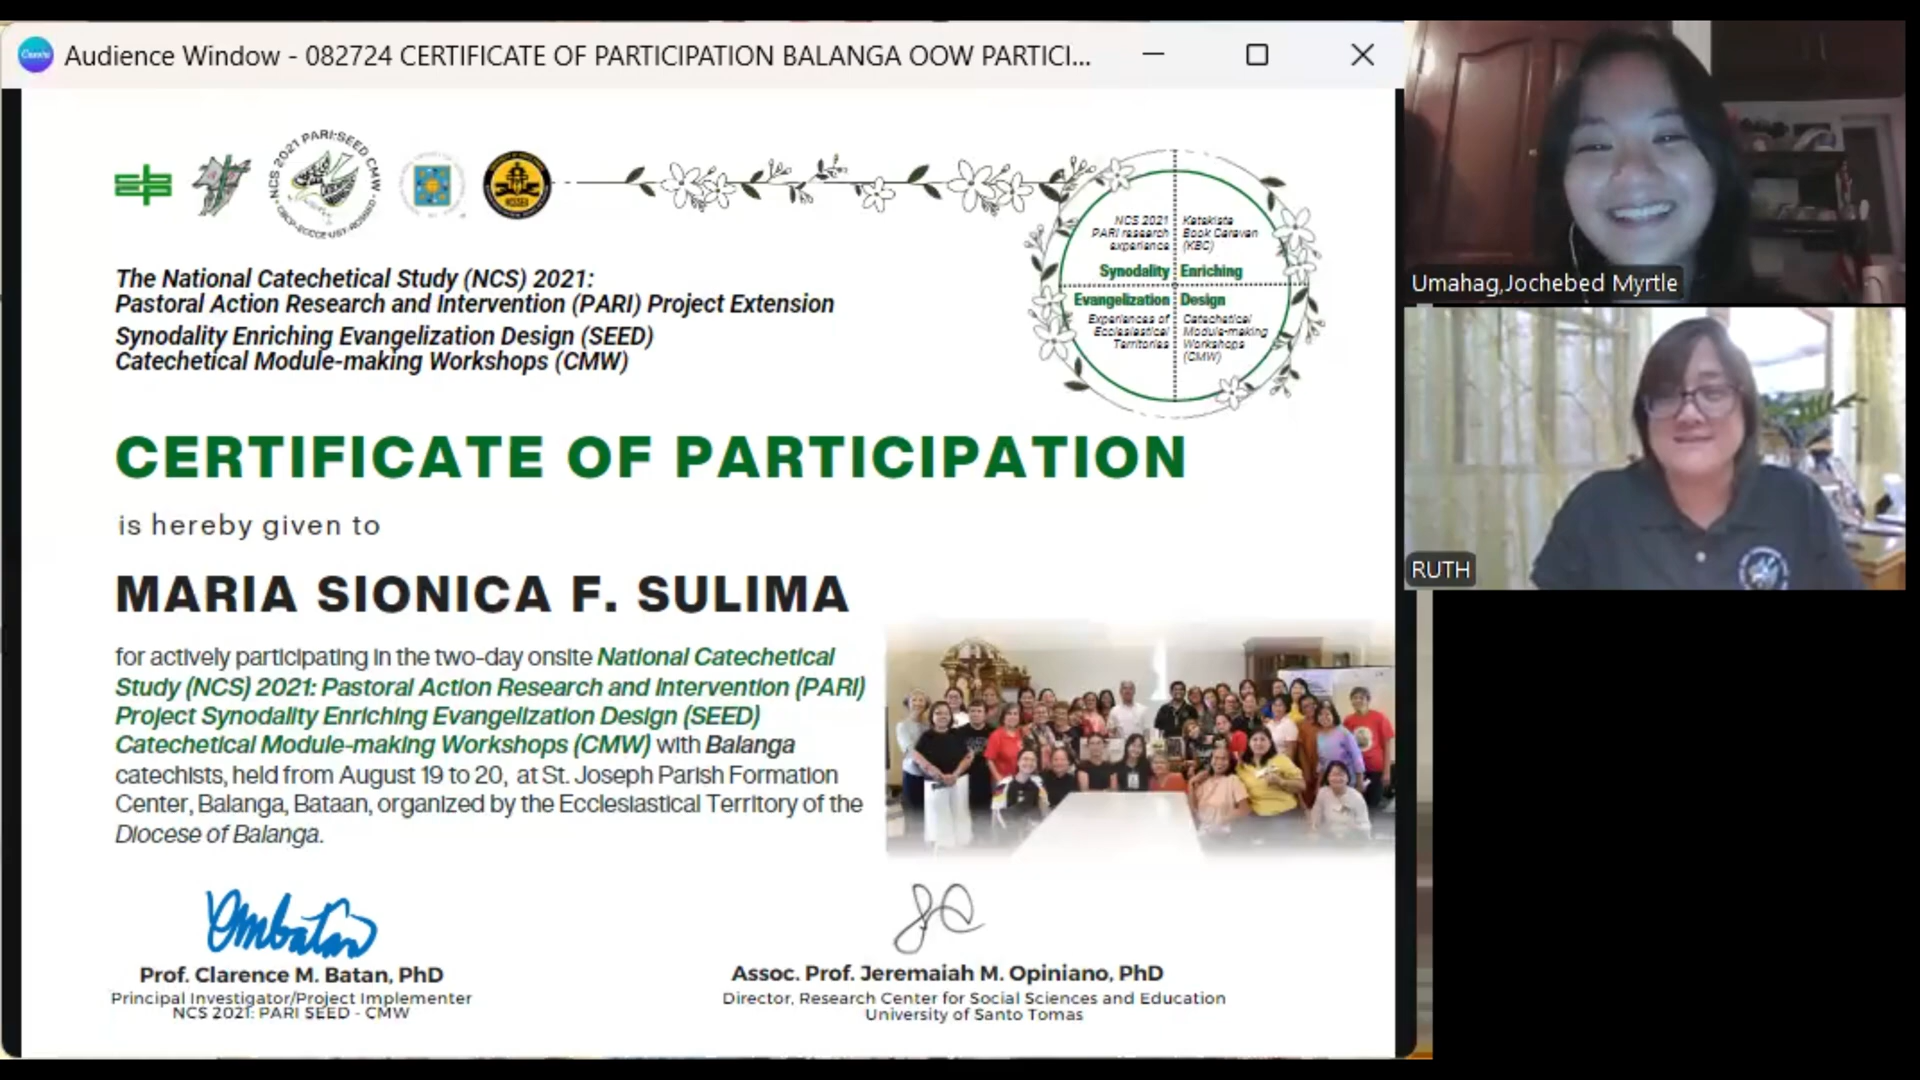 Audience Window - 082724 CERTIFICATE OF PARTICIPATION BALANGA OOW PARTICI...
NCS 2021 PARI:SEED CMW
The National Catechetical Study (NCS) 2021:
Pastoral Action Research and Intervention (PARI) Project Extension
Synodality Enriching Evangelization Design (SEED)
Catechetical Module-making Workshops (CMW)
NCS 2021
PARI research
experience
Synodality
Katekista
Book Caravan
(KBC)
Enriching
Evangelization
Experiences of
Ecclesiastical
Territories
Design
Catechetical
Module-making
Workshops
(CMW)
CERTIFICATE OF PARTICIPATION
is hereby given to
MARIA SIONICA F. SULIMA
for actively participating in the two-day onsite National Catechetical
Study (NCS) 2021: Pastoral Action Research and Intervention (PARI)
Project Synodality Enriching Evangelization Design (SEED)
Catechetical Module-making Workshops (CMW) with Balanga
catechists, held from August 19 to 20, at St. Joseph Parish Formation
Center, Balanga, Bataan, organized by the Ecclesiastical Territory of the
Diocese of Balanga.
Prof. Clarence M. Batan, PhD
Principal Investigator/Project Implementer
NCS 2021: PARI SEED - CMW
Assoc. Prof. Jeremaiah M. Opiniano, PhD
Director, Research Center for Social Sciences and Education
University of Santo Tomas
Umahag,Jochebed Myrtle
RUTH